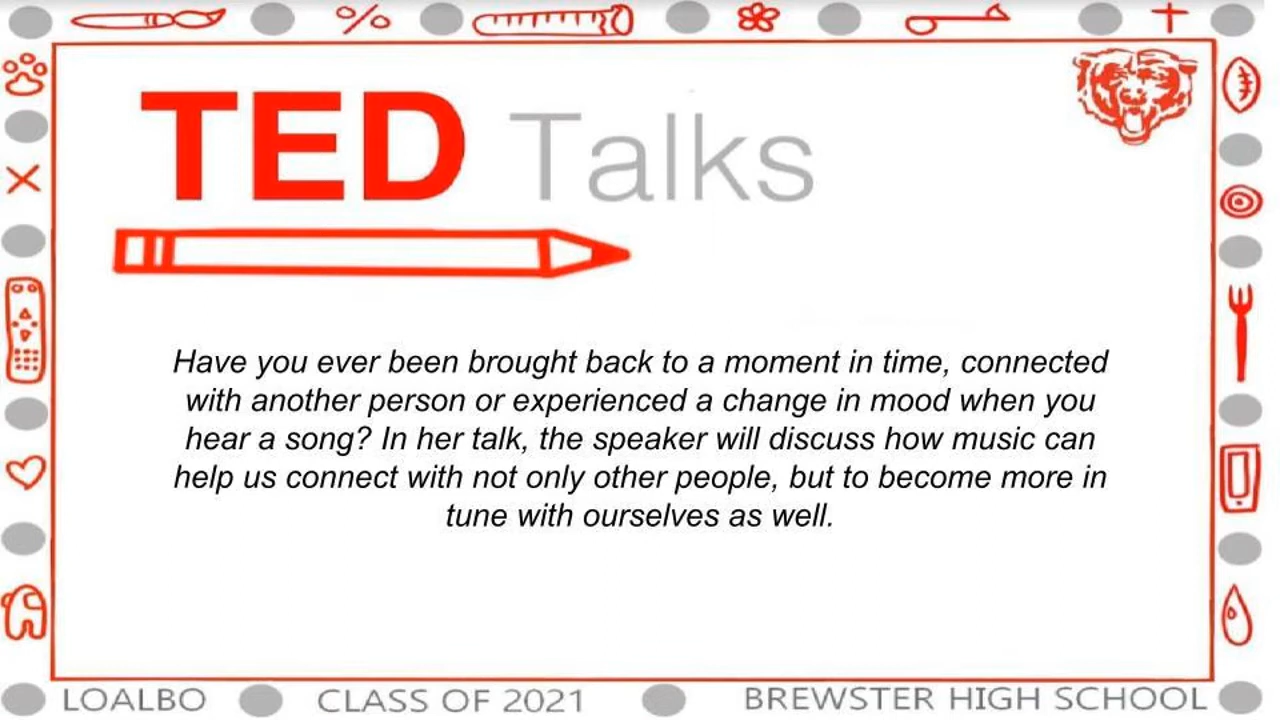 TED Talks
Have you ever been brought back to a moment in time, connected
with another person or experienced a change in mood when you
hear a song? In her talk, the speaker will discuss how music can
help us connect with not only other people, but to become more in
tune with ourselves as well.
LOALBO CLASS OF 2021 BREWSTER HIGH SCHOOL